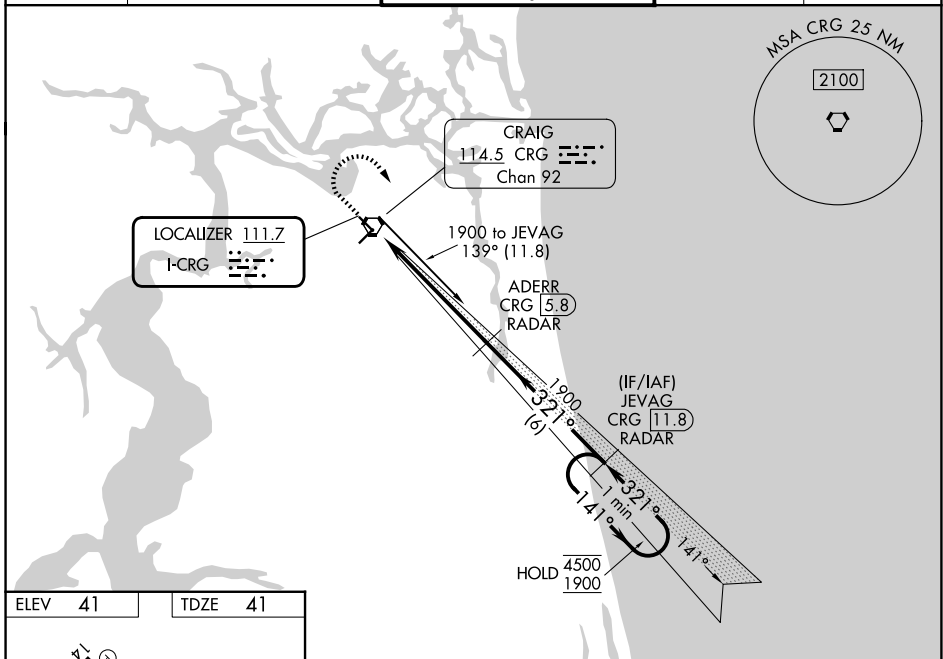 MSA CRG 25 NM
2100
CRAIG
114.5 CRG
Chan 92
LOCALIZER 111.7
I-CRG
1900 to JEVAG
139° (11.8)
ADERR
CRG 5.8
RADAR
1900
321°
(6)
(IF/IAF)
JEVAG
CRG 11.8
RADAR
321°
1 min
141°
141°
HOLD 4500
1900
ELEV 41
TDZE 41
14